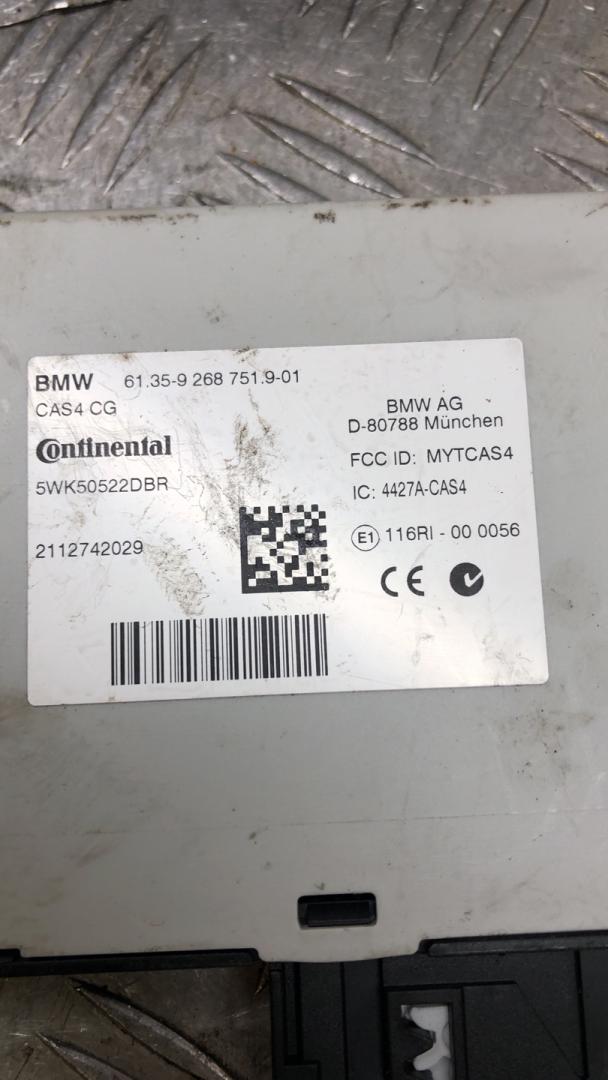 BMW 61.35-9 268 751.9-01
CAS4 CG
Continental
5WK50522DBR
2112742029
BMW AG
D-80788 München
FCC ID: MYTCAS4
IC: 4427A-CAS4
E1 116RI - 00 0056
CE